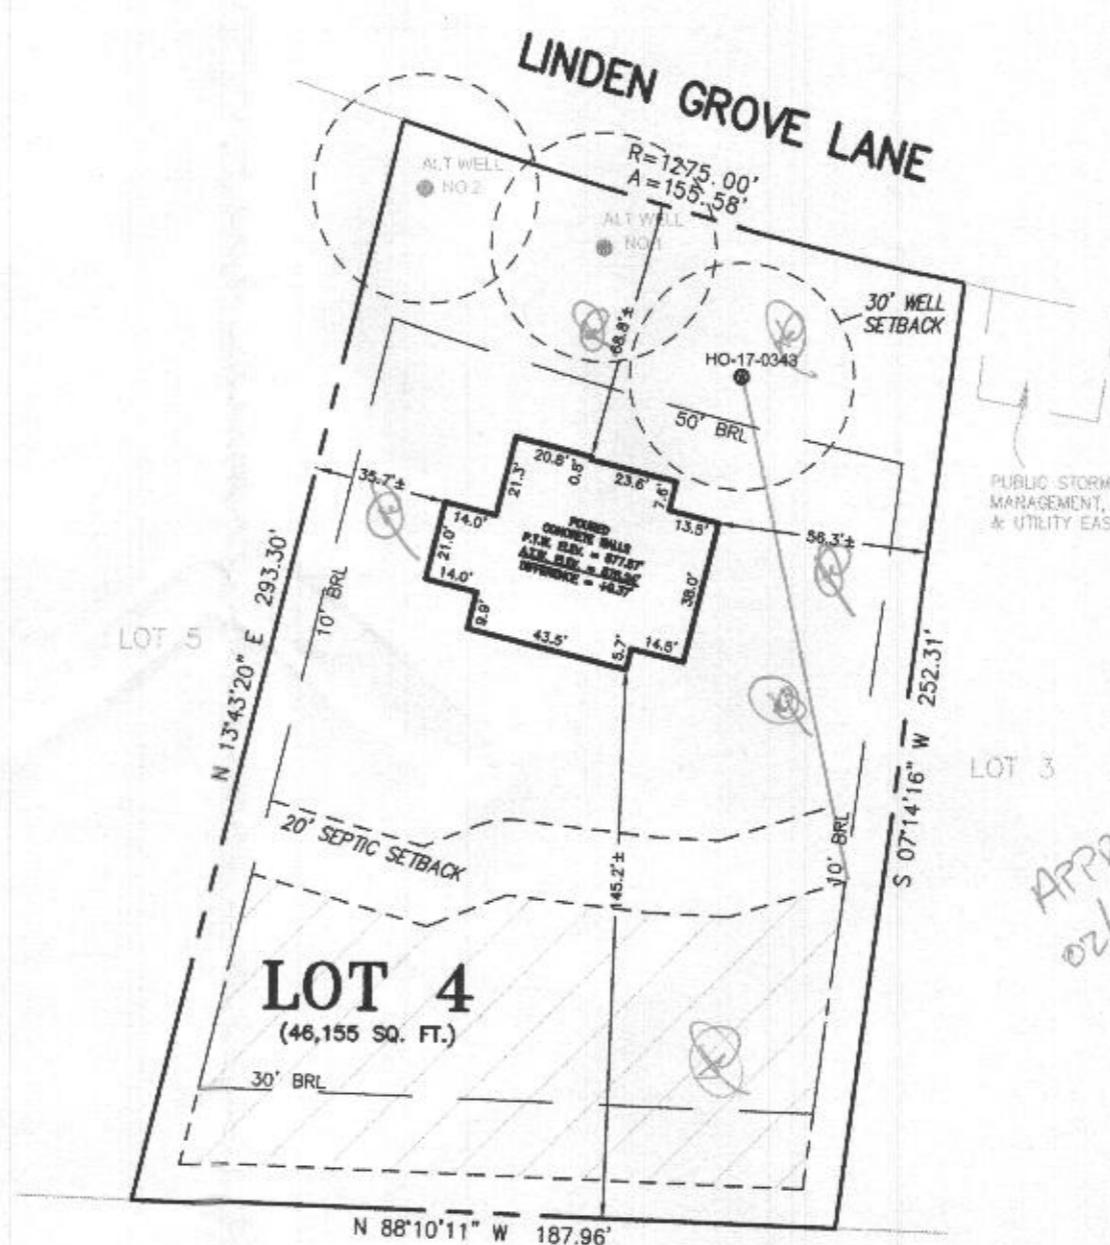 LINDEN GROVE LANE
R=1275.00'
A=155.58'
ALT WELL
NO 2
ALT WELL
NO 1
30' WELL
SETBACK
HO-17-0343
68.8'±
50' BRL
PUBLIC STORM
MANAGEMENT,
& UTILITY EAS
35.7'±
20.8'
0.8'
23.6'
7.6'
13.5'
56.3'±
21.3'
14.0'
21.0'
14.0'
9.9'
43.5'
5.7'
14.5'
38.0'
POURED
CONCRETE WALLS
DIFFERENCE =
N 13°43'20" E 293.30'
10' BRL
LOT 5
S 07°14'16" W 252.31'
10' BRL
LOT 3
20' SEPTIC SETBACK
145.2'±
LOT 4
(46,155 SQ. FT.)
30' BRL
N 88°10'11" W 187.96'